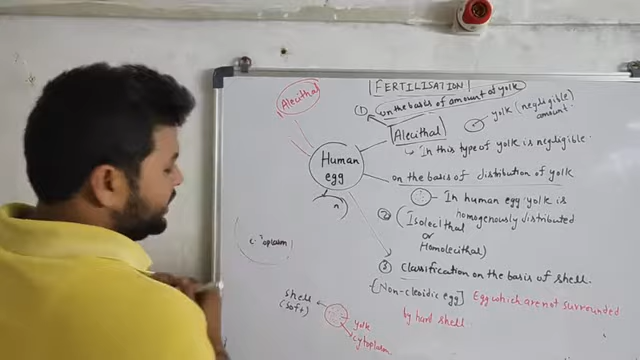 FERTILISATION
Alecithal
① on the basis of amount of yolk
Alecithal
yolk (negligible)
amount.
In this type of yolk is negligible.
Human
egg
on the basis of distribution of yolk
In human egg yolk is
homogenously distributed
② (Isolecithal
or
Homolecithal)
(n)
③ Classification on the basis of shell.
[Non-cleoidic egg] Egg which are not surrounded
by hard shell.
shell
(soft)
yolk
cytoplasm.